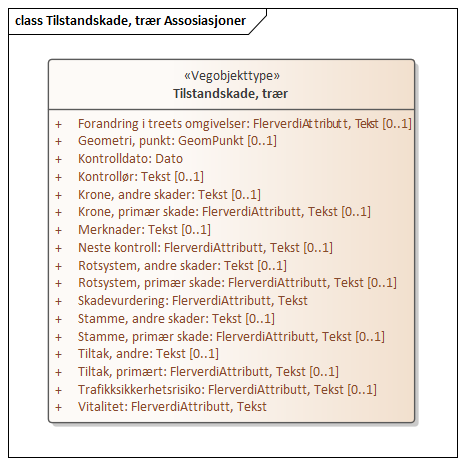 class Tilstandskade, trær Assosiasjoner
«Vegobjekttype»
Tilstandskade, trær
+ Forandring i treets omgivelser: FlerverdiAttributt, Tekst [0..1]
+ Geometri, punkt: GeomPunkt [0..1]
+ Kontrolldato: Dato
+ Kontrollør: Tekst [0..1]
+ Krone, andre skader: Tekst [0..1]
+ Krone, primær skade: FlerverdiAttributt, Tekst [0..1]
+ Merknader: Tekst [0..1]
+ Neste kontroll: FlerverdiAttributt, Tekst [0..1]
+ Rotsystem, andre skader: Tekst [0..1]
+ Rotsystem, primær skade: FlerverdiAttributt, Tekst [0..1]
+ Skadevurdering: FlerverdiAttributt, Tekst
+ Stamme, andre skader: Tekst [0..1]
+ Stamme, primær skade: FlerverdiAttributt, Tekst [0..1]
+ Tiltak, andre: Tekst [0..1]
+ Tiltak, primært: FlerverdiAttributt, Tekst [0..1]
+ Trafikksikkerhetsrisiko: FlerverdiAttributt, Tekst [0..1]
+ Vitalitet: FlerverdiAttributt, Tekst